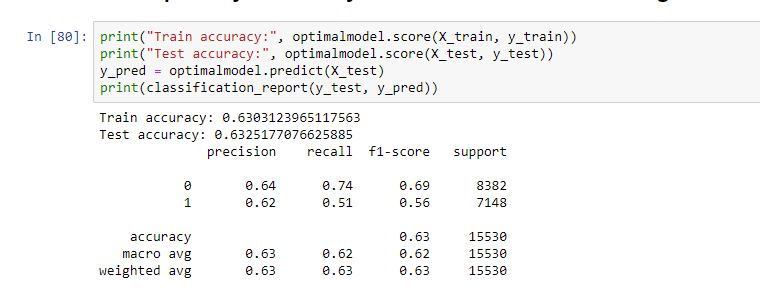 In [80]: print("Train accuracy:", optimalmodel.score(X_train, y_train))
print("Test accuracy:", optimalmodel.score(X_test, y_test))
y_pred = optimalmodel.predict(X_test)
print(classification_report(y_test, y_pred))
Train accuracy: 0.6303123965117563
Test accuracy: 0.6325177076625885
precision recall f1-score support
0 0.64 0.74 0.69 8382
1 0.62 0.51 0.56 7148
accuracy 0.63 15530
macro avg 0.63 0.62 0.62 15530
weighted avg 0.63 0.63 0.63 15530